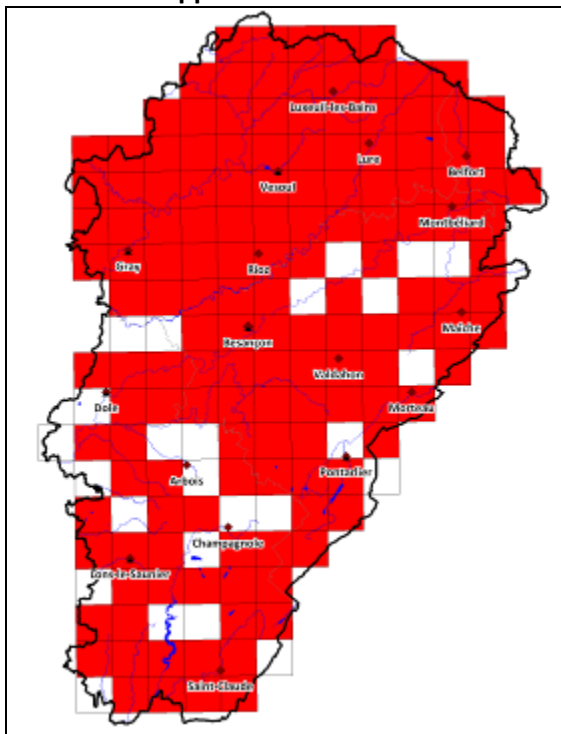 Luxeuil-les-Bains
Lure
Belfort
Vesoul
Montbéliard
Gray
Rioz
Besançon
Maîche
Valdahon
Dole
Morteau
Arbois
Pontarlier
Champagnole
Lons-le-Saunier
Saint-Claude